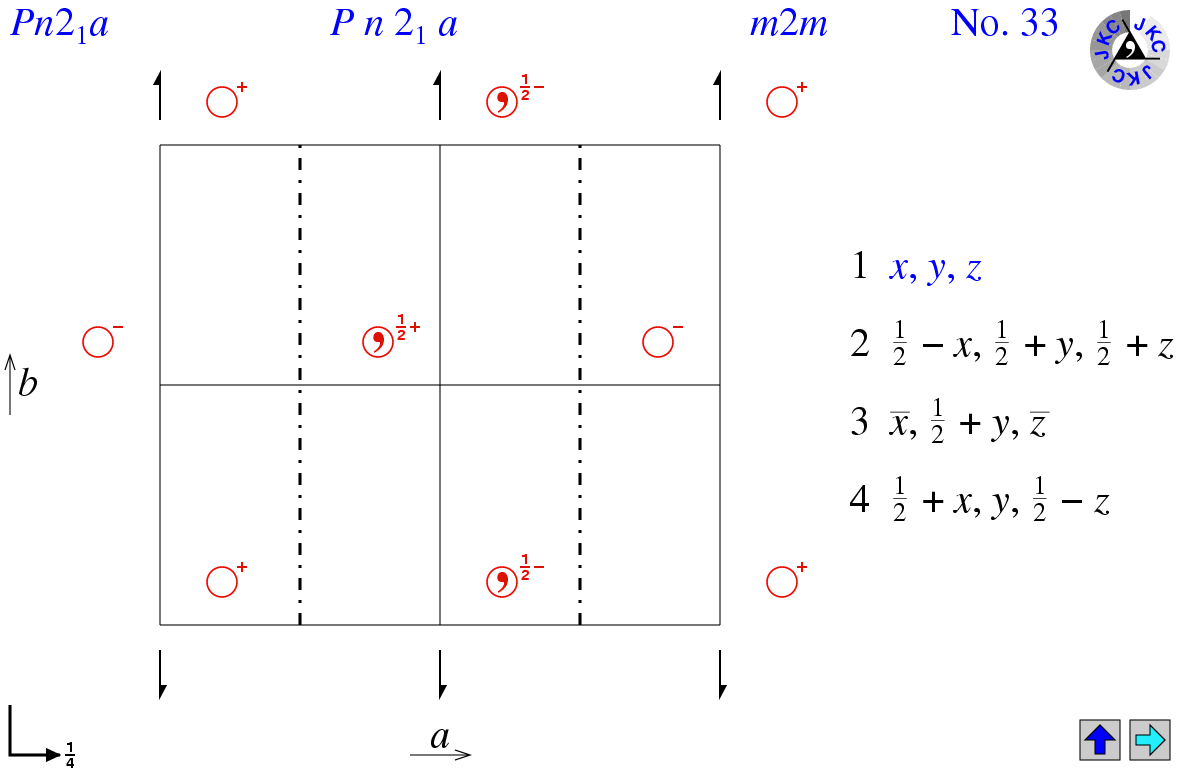 Pn2₁a P n 2₁ a m2m No. 33
JKC JKC JKC
+ ½− +
1 x, y, z
− ½+ −
2 ½ − x, ½ + y, ½ + z
b
3 x̅, ½ + y, z̅
4 ½ + x, y, ½ − z
+ ½− +
a
¼